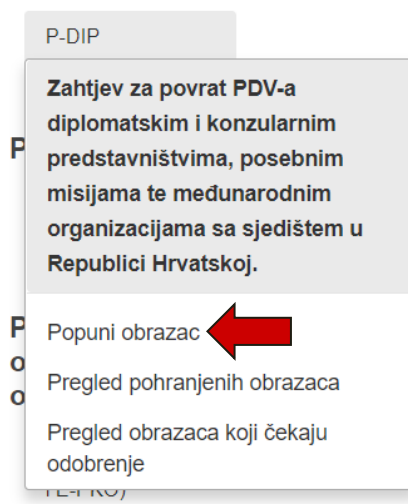 P-DIP
Zahtjev za povrat PDV-a
diplomatskim i konzularnim
predstavništvima, posebnim
misijama te međunarodnim
organizacijama sa sjedištem u
Republici Hrvatskoj.
Popuni obrazac
Pregled pohranjenih obrazaca
Pregled obrazaca koji čekaju
odobrenje